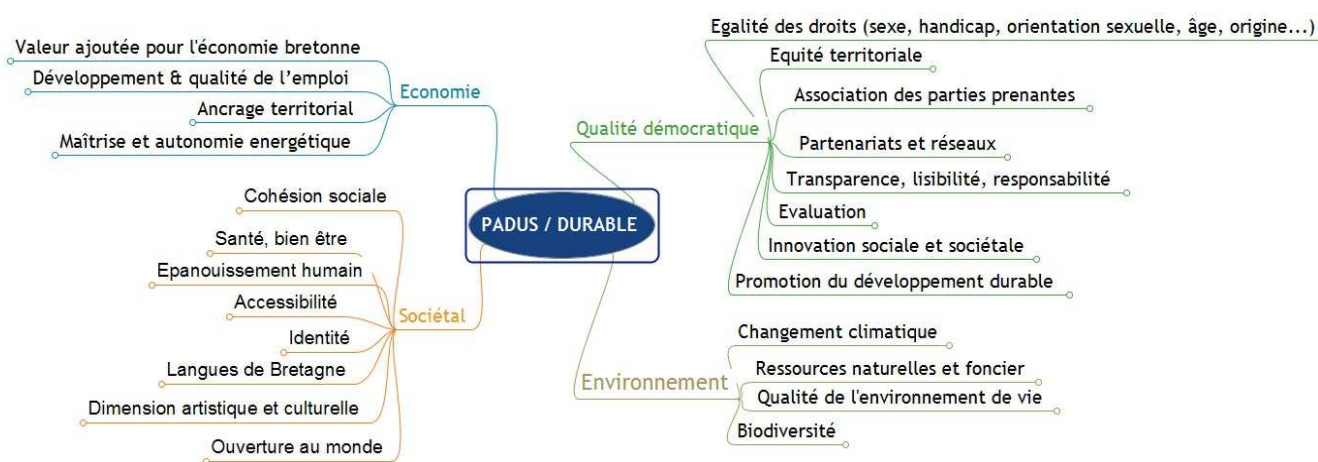 Valeur ajoutée pour l'économie bretonne
Développement & qualité de l’emploi
Ancrage territorial
Maîtrise et autonomie energétique
Economie
Cohésion sociale
Santé, bien être
Epanouissement humain
Accessibilité
Identité
Langues de Bretagne
Dimension artistique et culturelle
Ouverture au monde
Sociétal
PADUS / DURABLE
Egalité des droits (sexe, handicap, orientation sexuelle, âge, origine...)
Equité territoriale
Association des parties prenantes
Qualité démocratique
Partenariats et réseaux
Transparence, lisibilité, responsabilité
Evaluation
Innovation sociale et sociétale
Promotion du développement durable
Changement climatique
Ressources naturelles et foncier
Environnement
Qualité de l'environnement de vie
Biodiversité